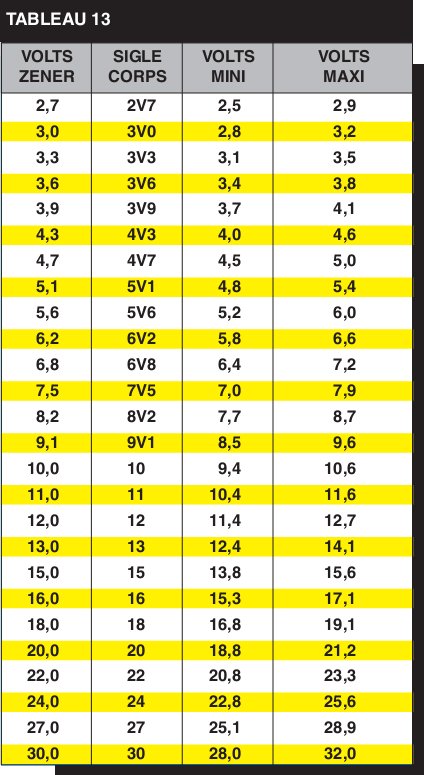 TABLEAU 13
VOLTS ZENER SIGLE CORPS VOLTS MINI VOLTS MAXI
2,7 2V7 2,5 2,9
3,0 3V0 2,8 3,2
3,3 3V3 3,1 3,5
3,6 3V6 3,4 3,8
3,9 3V9 3,7 4,1
4,3 4V3 4,0 4,6
4,7 4V7 4,5 5,0
5,1 5V1 4,8 5,4
5,6 5V6 5,2 6,0
6,2 6V2 5,8 6,6
6,8 6V8 6,4 7,2
7,5 7V5 7,0 7,9
8,2 8V2 7,7 8,7
9,1 9V1 8,5 9,6
10,0 10 9,4 10,6
11,0 11 10,4 11,6
12,0 12 11,4 12,7
13,0 13 12,4 14,1
15,0 15 13,8 15,6
16,0 16 15,3 17,1
18,0 18 16,8 19,1
20,0 20 18,8 21,2
22,0 22 20,8 23,3
24,0 24 22,8 25,6
27,0 27 25,1 28,9
30,0 30 28,0 32,0